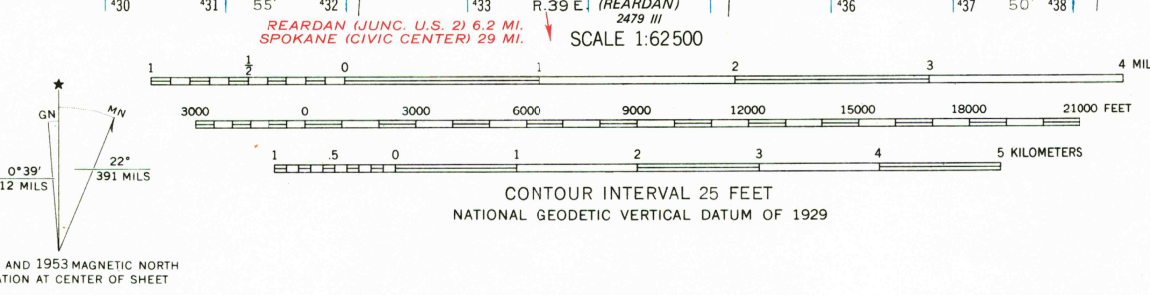 ⁴30 ⁴31 55' ⁴32 ⁴33 R.39 E. (REARDAN) ⁴36 ⁴37 50' ⁴38
2479 III
REARDAN (JUNC. U.S. 2) 6.2 MI.
SPOKANE (CIVIC CENTER) 29 MI.
SCALE 1:62500
1 1/2 0 1 2 3 4
3000 0 3000 6000 9000 12000 15000 18000 21000 FEET
1 .5 0 1 2 3 4 5 KILOMETERS
★
GN MN
0°39'
12 MILS
22°
391 MILS
CONTOUR INTERVAL 25 FEET
NATIONAL GEODETIC VERTICAL DATUM OF 1929
AND 1953 MAGNETIC NORTH
AT CENTER OF SHEET